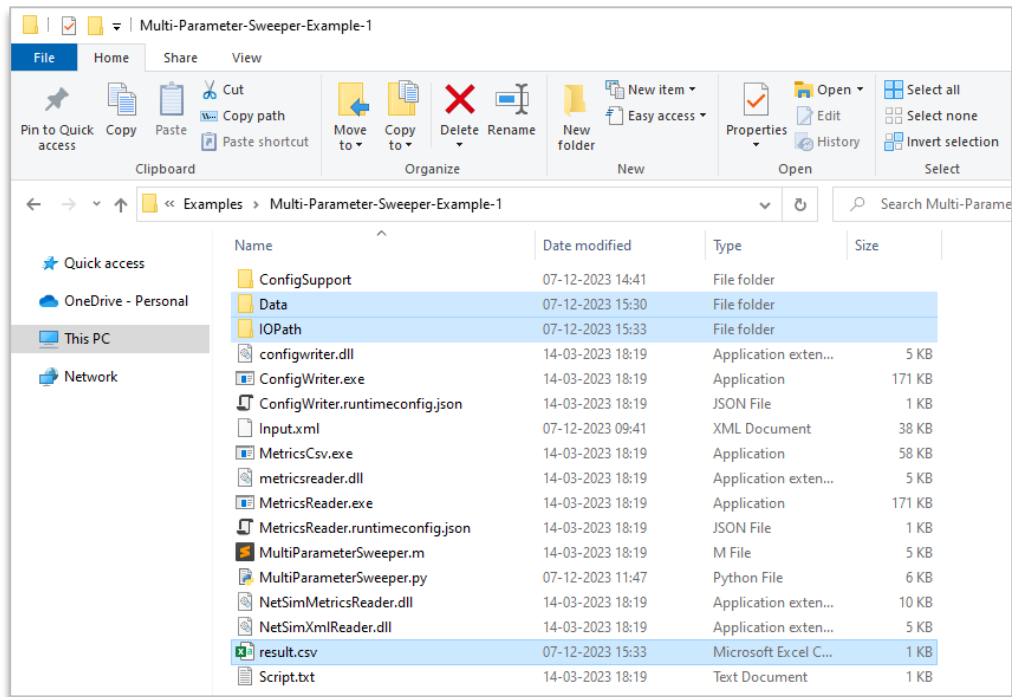 Multi-Parameter-Sweeper-Example-1
File Home Share View
Pin to Quick access
Copy
Paste
Cut
Copy path
Paste shortcut
Clipboard
Move to
Copy to
Delete
Rename
Organize
New folder
New item
Easy access
New
Properties
Open
Edit
History
Open
Select all
Select none
Invert selection
Select
« Examples > Multi-Parameter-Sweeper-Example-1
Search Multi-Parame
Quick access
OneDrive - Personal
This PC
Network
Name Date modified Type Size
ConfigSupport 07-12-2023 14:41 File folder
Data 07-12-2023 15:30 File folder
IOPath 07-12-2023 15:33 File folder
configwriter.dll 14-03-2023 18:19 Application exten... 5 KB
ConfigWriter.exe 14-03-2023 18:19 Application 171 KB
ConfigWriter.runtimeconfig.json 14-03-2023 18:19 JSON File 1 KB
Input.xml 07-12-2023 09:41 XML Document 38 KB
MetricsCsv.exe 14-03-2023 18:19 Application 58 KB
metricsreader.dll 14-03-2023 18:19 Application exten... 5 KB
MetricsReader.exe 14-03-2023 18:19 Application 171 KB
MetricsReader.runtimeconfig.json 14-03-2023 18:19 JSON File 1 KB
MultiParameterSweeper.m 14-03-2023 18:19 M File 5 KB
MultiParameterSweeper.py 07-12-2023 11:47 Python File 6 KB
NetSimMetricsReader.dll 14-03-2023 18:19 Application exten... 10 KB
NetSimXmlReader.dll 14-03-2023 18:19 Application exten... 5 KB
result.csv 07-12-2023 15:33 Microsoft Excel C... 1 KB
Script.txt 14-03-2023 18:19 Text Document 1 KB